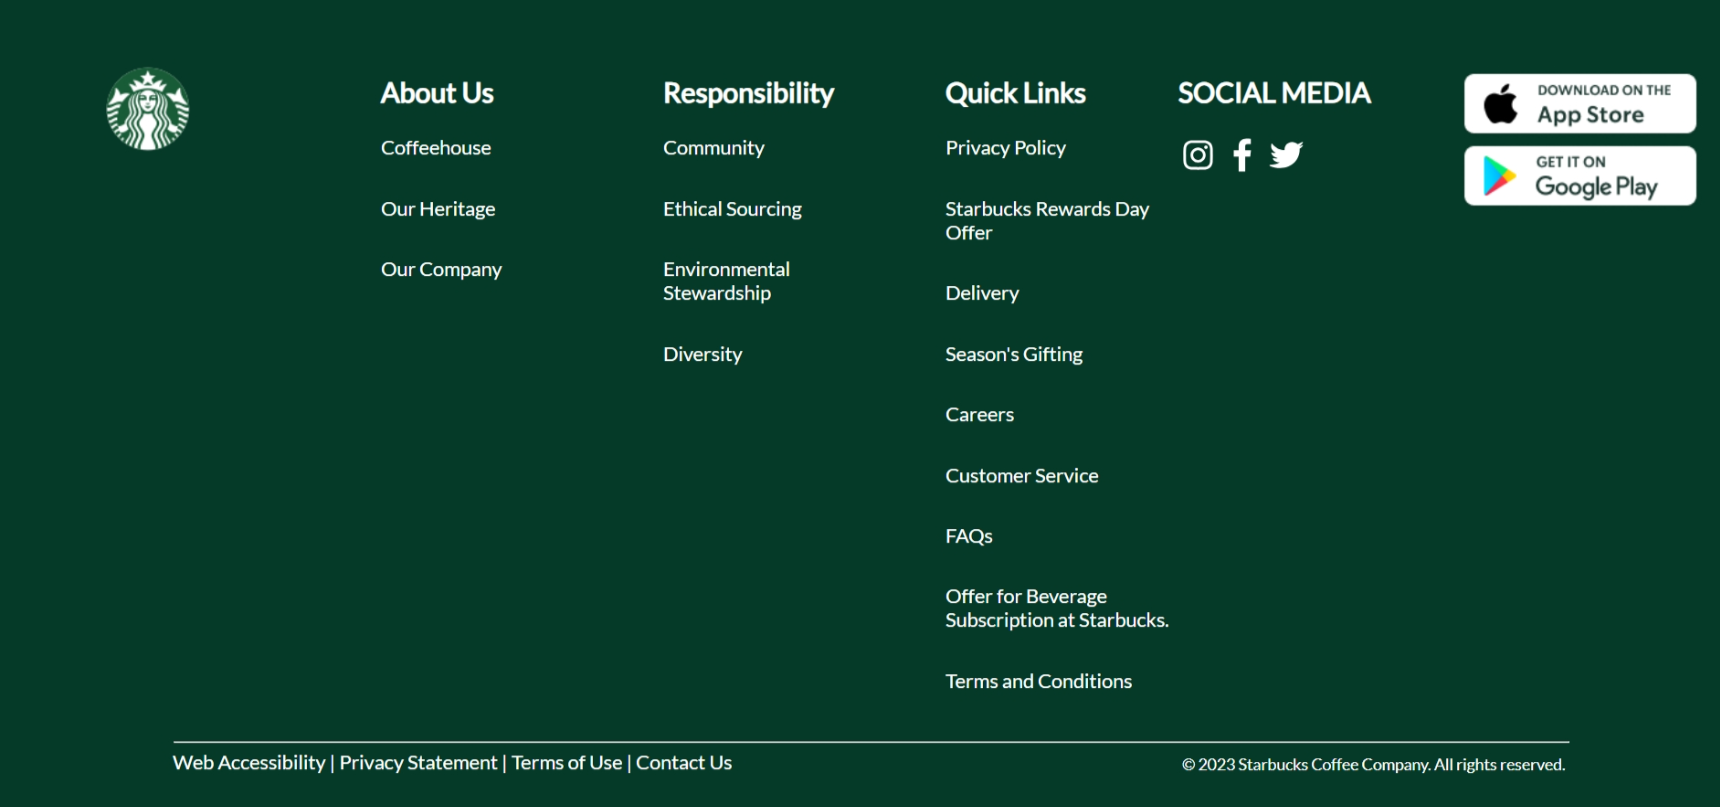 About Us
Coffeehouse
Our Heritage
Our Company
Responsibility
Community
Ethical Sourcing
Environmental
Stewardship
Diversity
Quick Links
Privacy Policy
Starbucks Rewards Day
Offer
Delivery
Season's Gifting
Careers
Customer Service
FAQs
Offer for Beverage
Subscription at Starbucks.
Terms and Conditions
SOCIAL MEDIA
DOWNLOAD ON THE
App Store
GET IT ON
Google Play
Web Accessibility | Privacy Statement | Terms of Use | Contact Us
© 2023 Starbucks Coffee Company. All rights reserved.